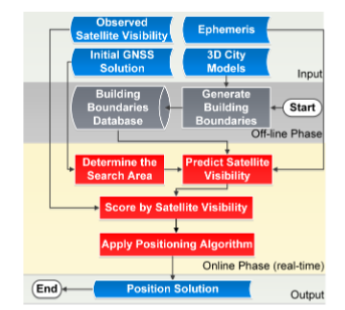 Observed
Satellite Visibility
Ephemeris
Initial GNSS
Solution
3D City
Models
Input
Building
Boundaries
Database
Generate
Building
Boundaries
Start
Off-line Phase
Determine the
Search Area
Predict Satellite
Visibility
Score by Satellite Visibility
Apply Positioning Algorithm
Online Phase (real-time)
End
Position Solution
Output